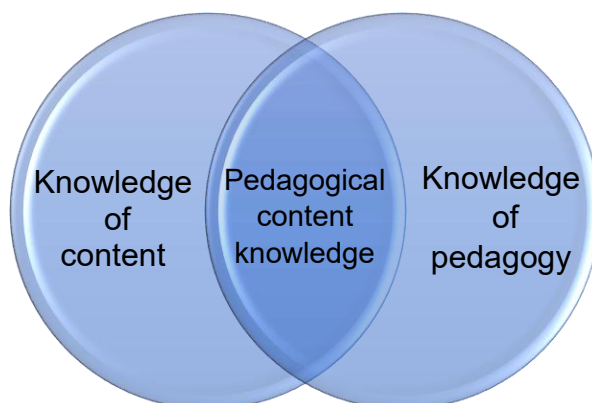 Knowledge
of
content
Pedagogical
content
knowledge
Knowledge
of
pedagogy